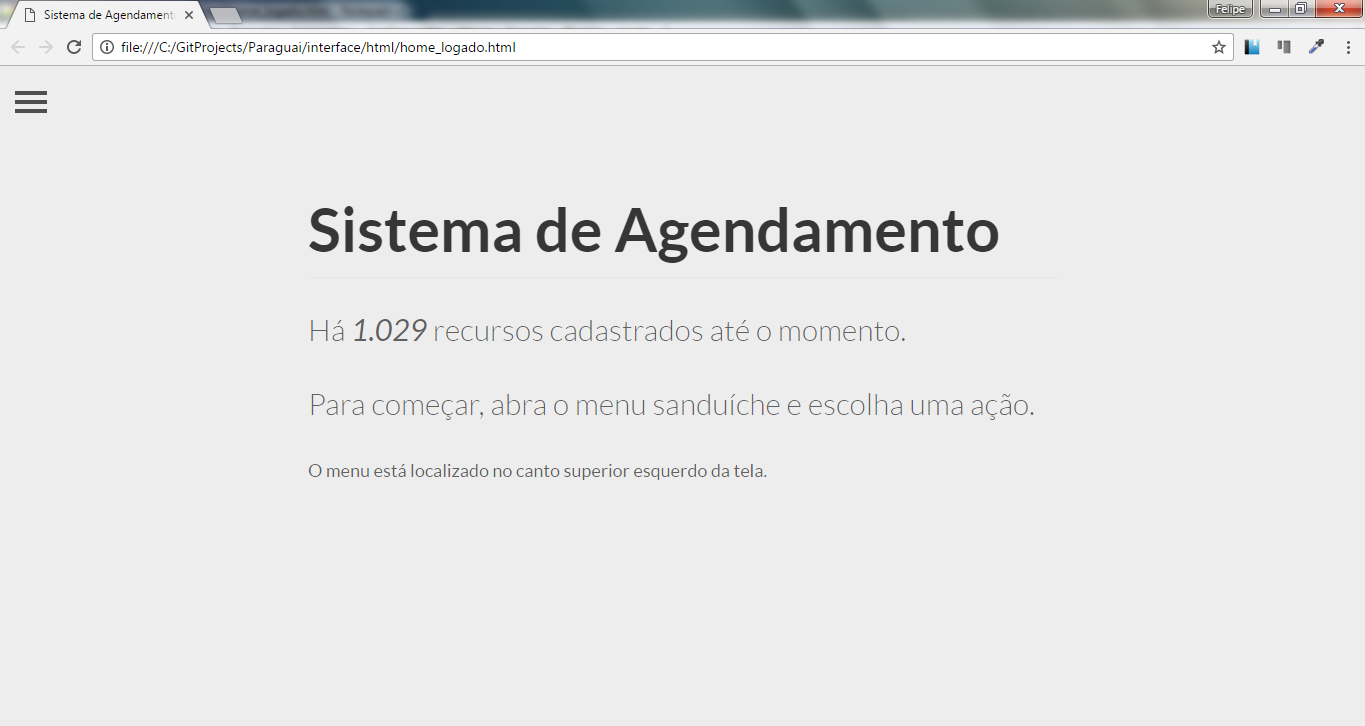 Sistema de Agendament
Felipe
file:///C:/GitProjects/Paraguai/interface/html/home_logado.html
Sistema de Agendamento
Há 1.029 recursos cadastrados até o momento.
Para começar, abra o menu sanduíche e escolha uma ação.
O menu está localizado no canto superior esquerdo da tela.